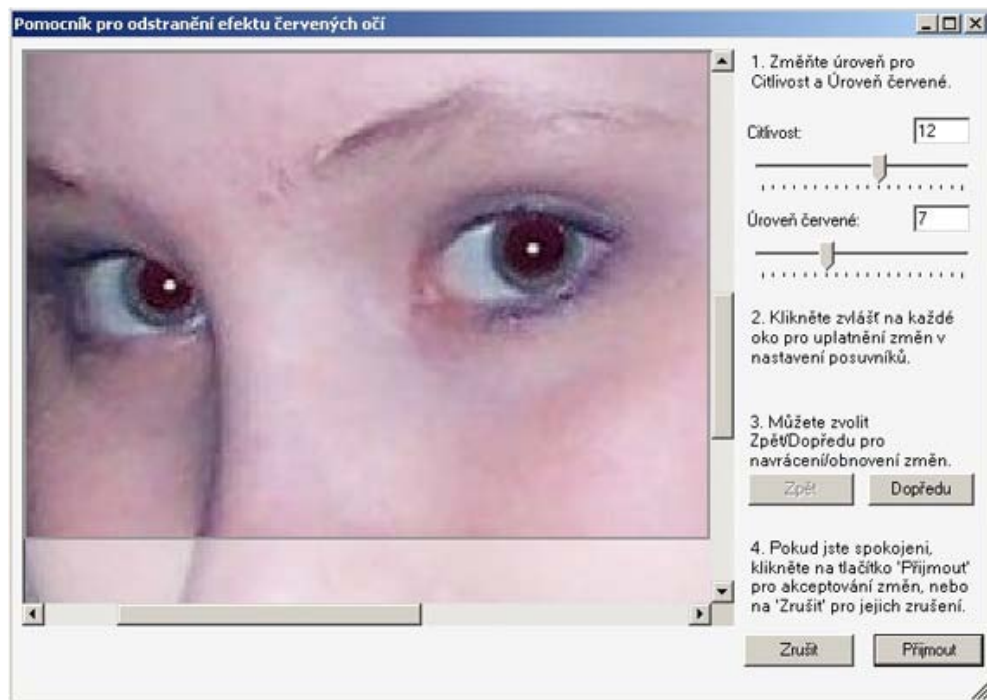 Pomocník pro odstranění efektu červených očí
1. Změňte úroveň pro
Citlivost a Úroveň červené.
Citlivost: 12
Úroveň červené: 7
2. Klikněte zvlášť na každé
oko pro uplatnění změn v
nastavení posuvníků.
3. Můžete zvolit
Zpět/Dopředu pro
navrácení/obnovení změn.
Zpět Dopředu
4. Pokud jste spokojeni,
klikněte na tlačítko 'Přijmout'
pro akceptování změn, nebo
na 'Zrušit' pro jejich zrušení.
Zrušit Přijmout